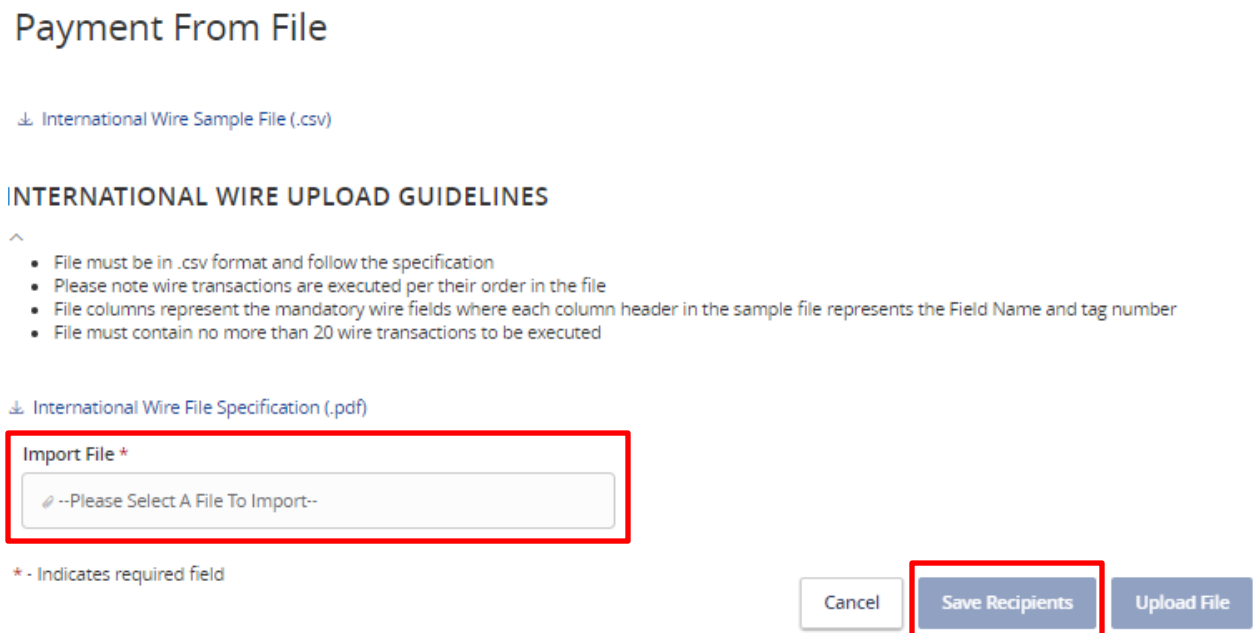 Payment From File
International Wire Sample File (.csv)
INTERNATIONAL WIRE UPLOAD GUIDELINES
• File must be in .csv format and follow the specification
• Please note wire transactions are executed per their order in the file
• File columns represent the mandatory wire fields where each column header in the sample file represents the Field Name and tag number
• File must contain no more than 20 wire transactions to be executed
International Wire File Specification (.pdf)
Import File *
--Please Select A File To Import--
* - Indicates required field
Cancel Save Recipients Upload File